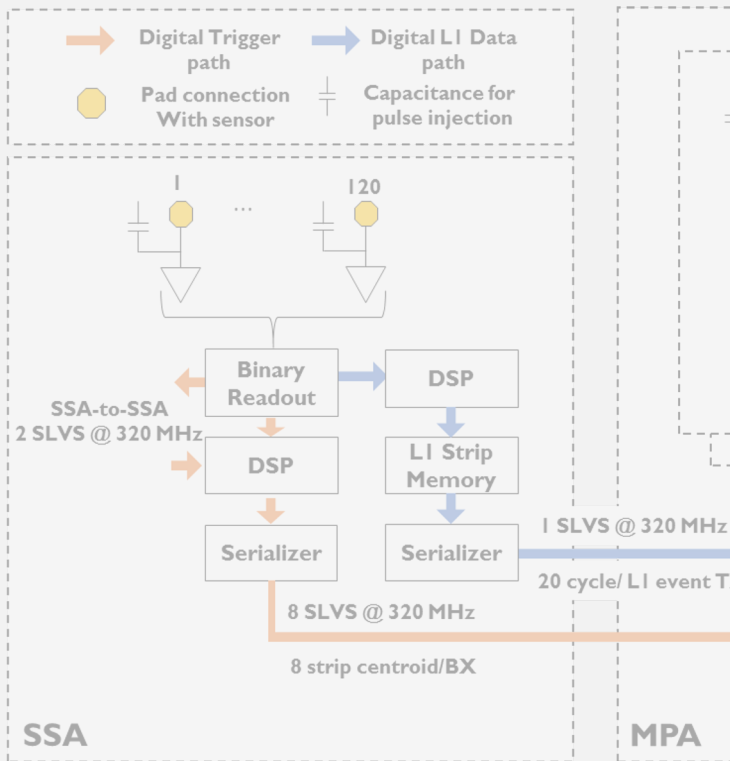 Digital Trigger
path
Digital L1 Data
path
Pad connection
With sensor
Capacitance for
pulse injection
1
...
120
Binary
Readout
DSP
SSA-to-SSA
2 SLVS @ 320 MHz
DSP
L1 Strip
Memory
Serializer
Serializer
1 SLVS @ 320 MHz
20 cycle/ L1 event T
8 SLVS @ 320 MHz
8 strip centroid/BX
SSA
MPA